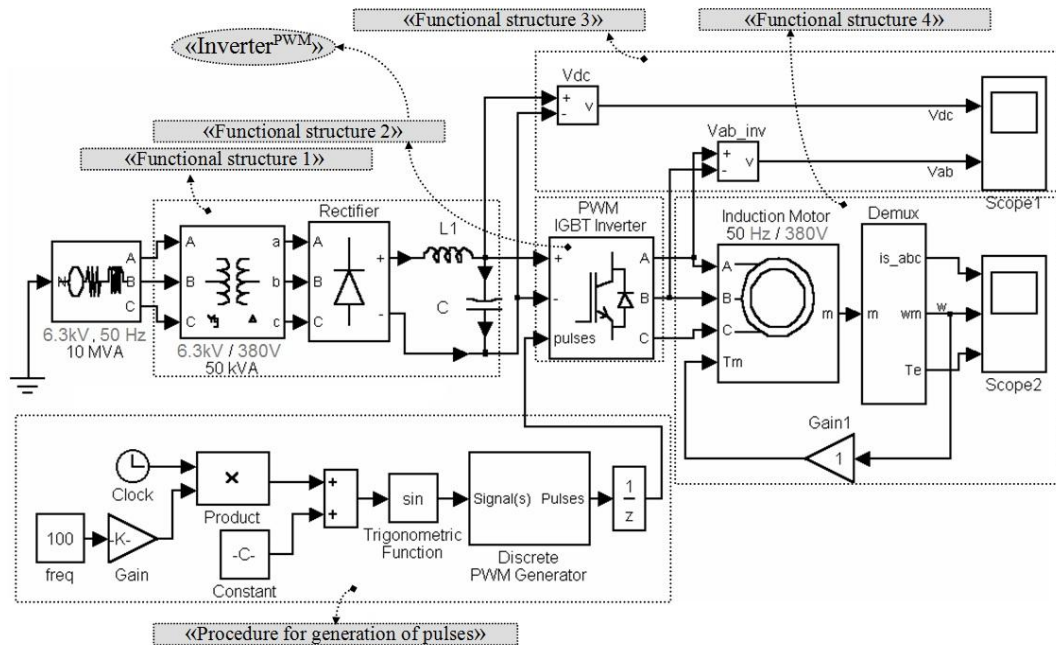 «Functional structure 3»
«Functional structure 4»
«Inverter^PWM»
Vdc
+
-
v
Vdc
«Functional structure 2»
Vab_inv
+
-
v
Vab
«Functional structure 1»
Scope1
Rectifier
L1
PWM
IGBT Inverter
Induction Motor
50 Hz / 380V
Demux
N
A
B
C
6.3kV, 50 Hz
10 MVA
A
B
C
a
b
c
Yg
Δ
6.3kV / 380V
50 kVA
A
B
C
+
-
C
+
-
pulses
A
B
C
A
B
C
Tm
m
m
is_abc
wm
Te
w
Scope2
Gain1
1
Clock
×
Product
100
freq
-K-
Gain
+
+
-C-
Constant
sin
Trigonometric
Function
Signal(s)
Pulses
Discrete
PWM Generator
1
z
«Procedure for generation of pulses»